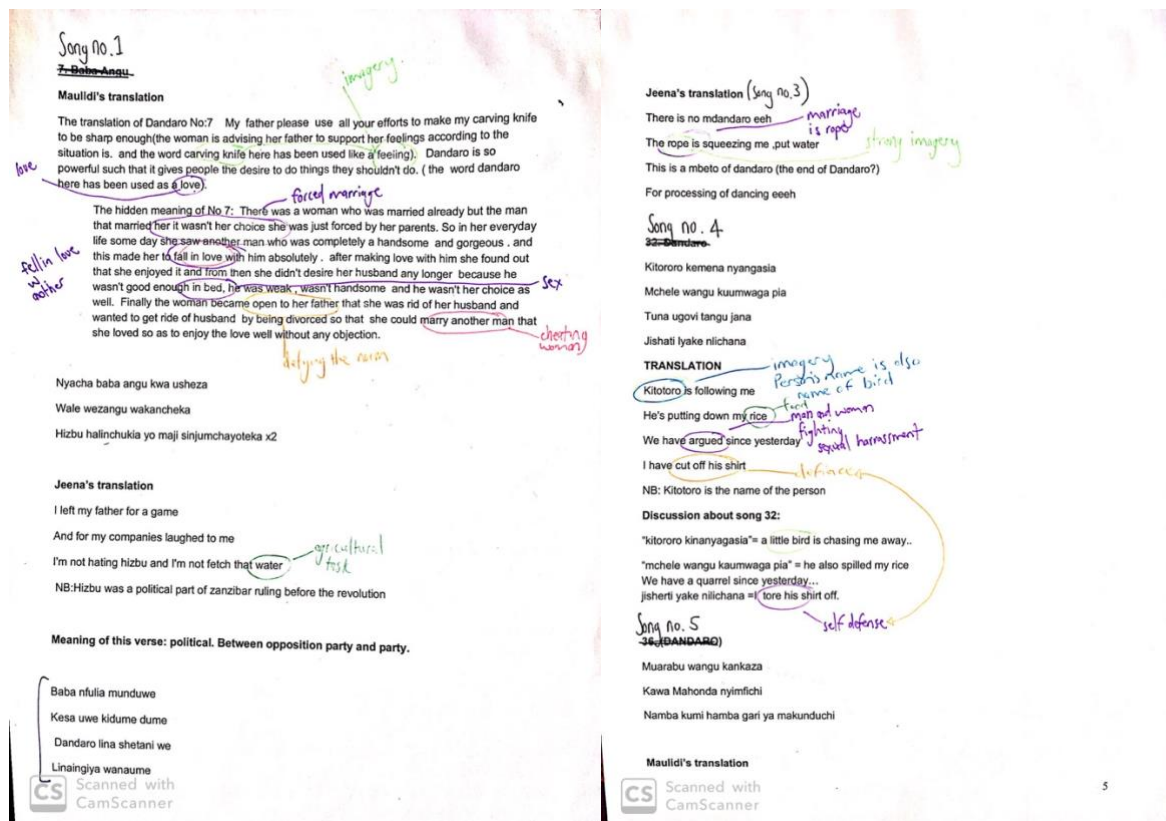 Song no.1
7. Baba Angu
imagery.
Maulidi's translation
The translation of Dandaro No:7 My father please use all your efforts to make my carving knife
to be sharp enough(the woman is advising her father to support her feelings according to the
situation is. and the word carving knife here has been used like a feeling). Dandaro is so
powerful such that it gives people the desire to do things they shouldn't do. ( the word dandaro
here has been used as a love).
love
forced marriage
The hidden meaning of No 7: There was a woman who was married already but the man
that married her it wasn't her choice she was just forced by her parents. So in her everyday
life some day she saw another man who was completely a handsome and gorgeous . and
this made her to fall in love with him absolutely . after making love with him she found out
that she enjoyed it and from then she didn't desire her husband any longer because he
wasn't good enough in bed, he was weak , wasn't handsome and he wasn't her choice as
well. Finally the woman became open to her father that she was rid of her husband and
wanted to get ride of husband by being divorced so that she could marry another man that
she loved so as to enjoy the love well without any objection.
fell in love
w
another
sex
cheating
woman
defying the norm
Nyacha baba angu kwa usheza
Wale wezangu wakancheka
Hizbu halinchukia yo maji sinjumchayoteka x2
Jeena's translation
I left my father for a game
And for my companies laughed to me
I'm not hating hizbu and I'm not fetch that water
agricultural
task
NB:Hizbu was a political part of zanzibar ruling before the revolution
Meaning of this verse: political. Between opposition party and party.
Baba nfulia munduwe
Kesa uwe kidume dume
Dandaro lina shetani we
Linaingiya wanaume
CS Scanned with
CamScanner
Jeena's translation (Song no.3)
There is no mdandaro eeh
marriage
is rope
The rope is squeezing me ,put water
strong imagery
This is a mbeto of dandaro (the end of Dandaro?)
For processing of dancing eeeh
Song no. 4
32. Dandaro
Kitororo kemena nyangasia
Mchele wangu kuumwaga pia
Tuna ugovi tangu jana
Jishati lyake nlichana
TRANSLATION
imagery
Person's name is also
name of bird
Kitotoro is following me
He's putting down my rice
food
man and woman
fighting
sexual harrassment
We have argued since yesterday
I have cut off his shirt
defiance
NB: Kitotoro is the name of the person
Discussion about song 32:
"kitororo kinanyagasia"= a little bird is chasing me away..
"mchele wangu kaumwaga pia" = he also spilled my rice
We have a quarrel since yesterday...
jisherti yake nilichana =I tore his shirt off.
self defense
Song no. 5
36.(DANDARO)
Muarabu wangu kankaza
Kawa Mahonda nyimfichi
Namba kumi hamba gari ya makunduchi
Maulidi's translation
CS Scanned with
CamScanner
5